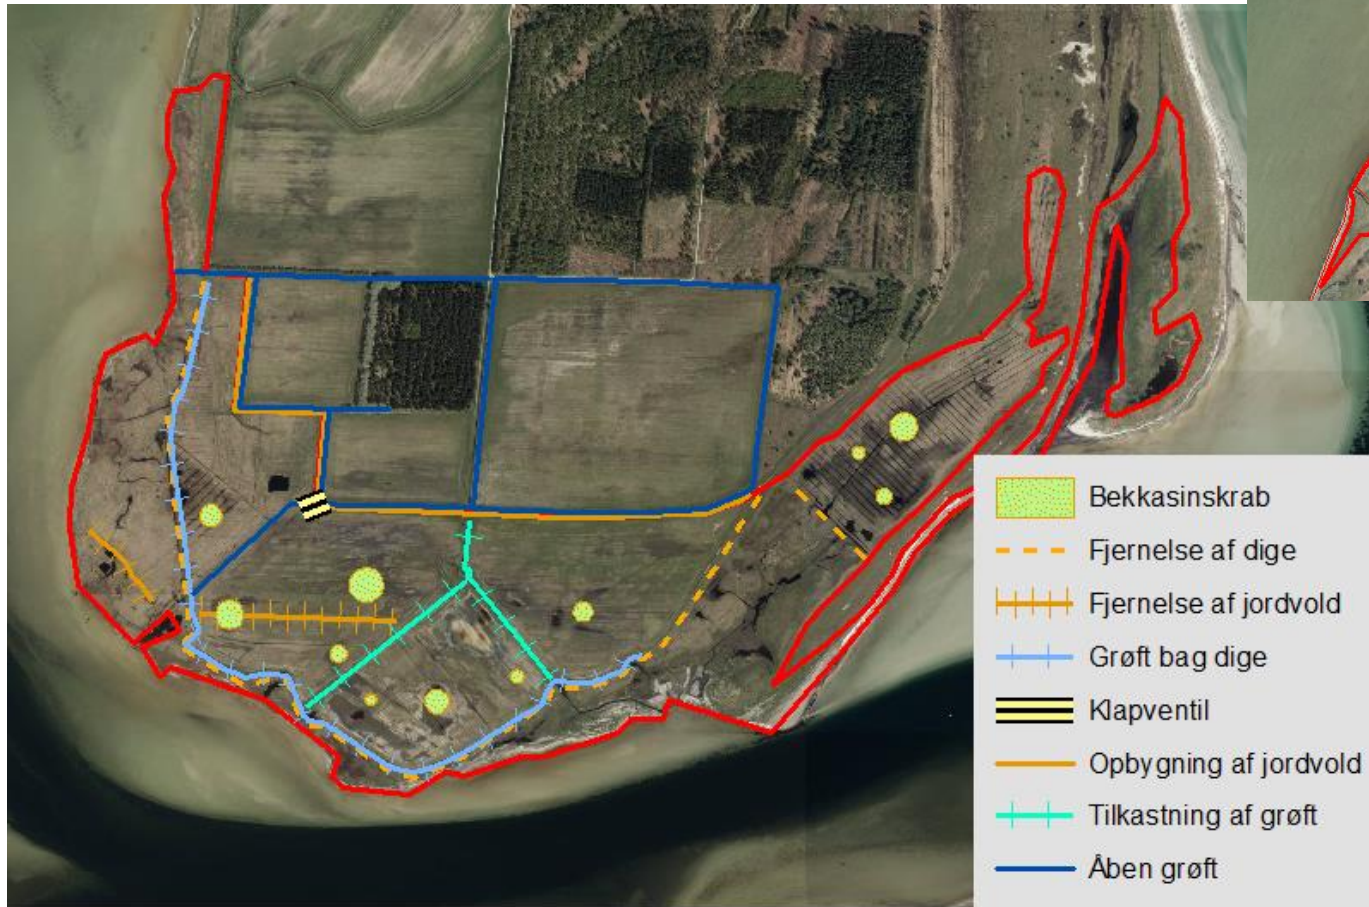 Bekkasinskrab
Fjernelse af dige
Fjernelse af jordvold
Grøft bag dige
Klapventil
Opbygning af jordvold
Tilkastning af grøft
Åben grøft